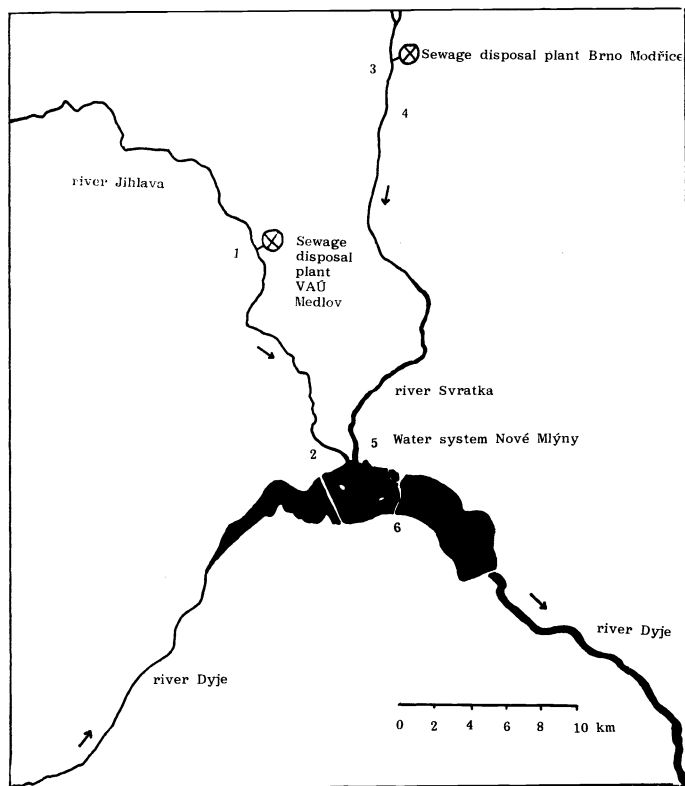 3
Sewage disposal plant Brno Modřice
4
river Jihlava
1
Sewage
disposal
plant
VAÚ
Medlov
river Svratka
2
5
Water system Nové Mlýny
6
river Dyje
river Dyje
0 2 4 6 8 10 km